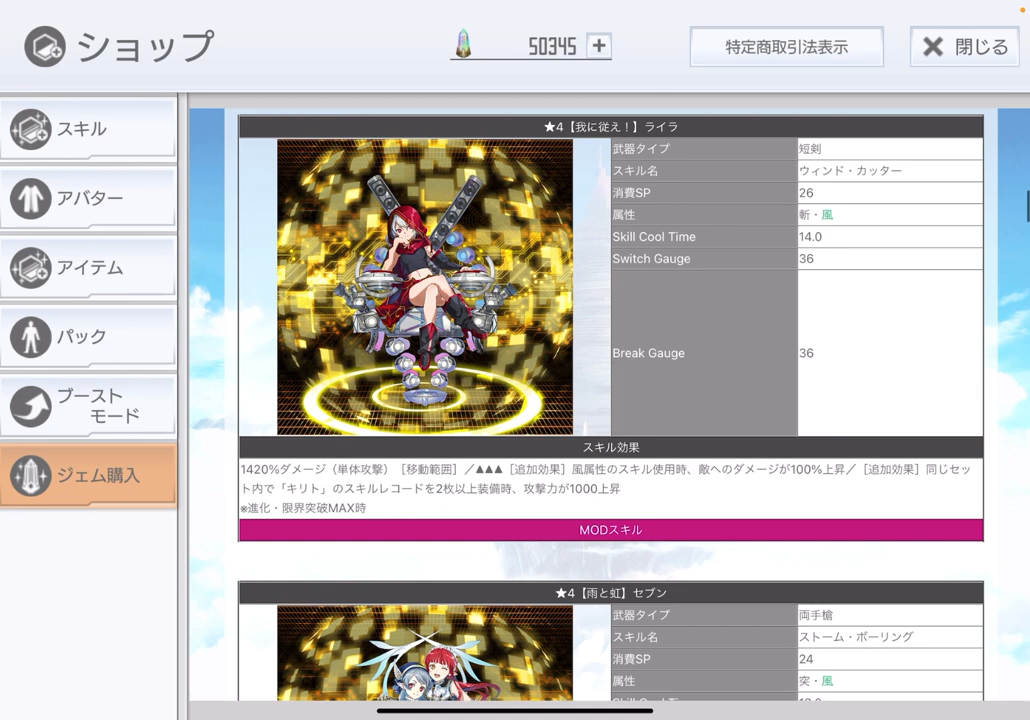 ショップ
50345
特定商取引法表示
閉じる
スキル
アバター
アイテム
パック
ブースト
モード
ジェム購入
★4【我に従え！】ライラ
武器タイプ 短剣
スキル名 ウィンド・カッター
消費SP 26
属性 斬・風
Skill Cool Time 14.0
Switch Gauge 36
Break Gauge 36
スキル効果
1420%ダメージ（単体攻撃）［移動範囲］／▲▲▲［追加効果］風属性のスキル使用時、敵へのダメージが100%上昇／［追加効果］同じセッ
ト内で「キリト」のスキルレコードを2枚以上装備時、攻撃力が1000上昇
※進化・限界突破MAX時
MODスキル
★4【雨と虹】セブン
武器タイプ 両手槍
スキル名 ストーム・ボーリング
消費SP 24
属性 突・風